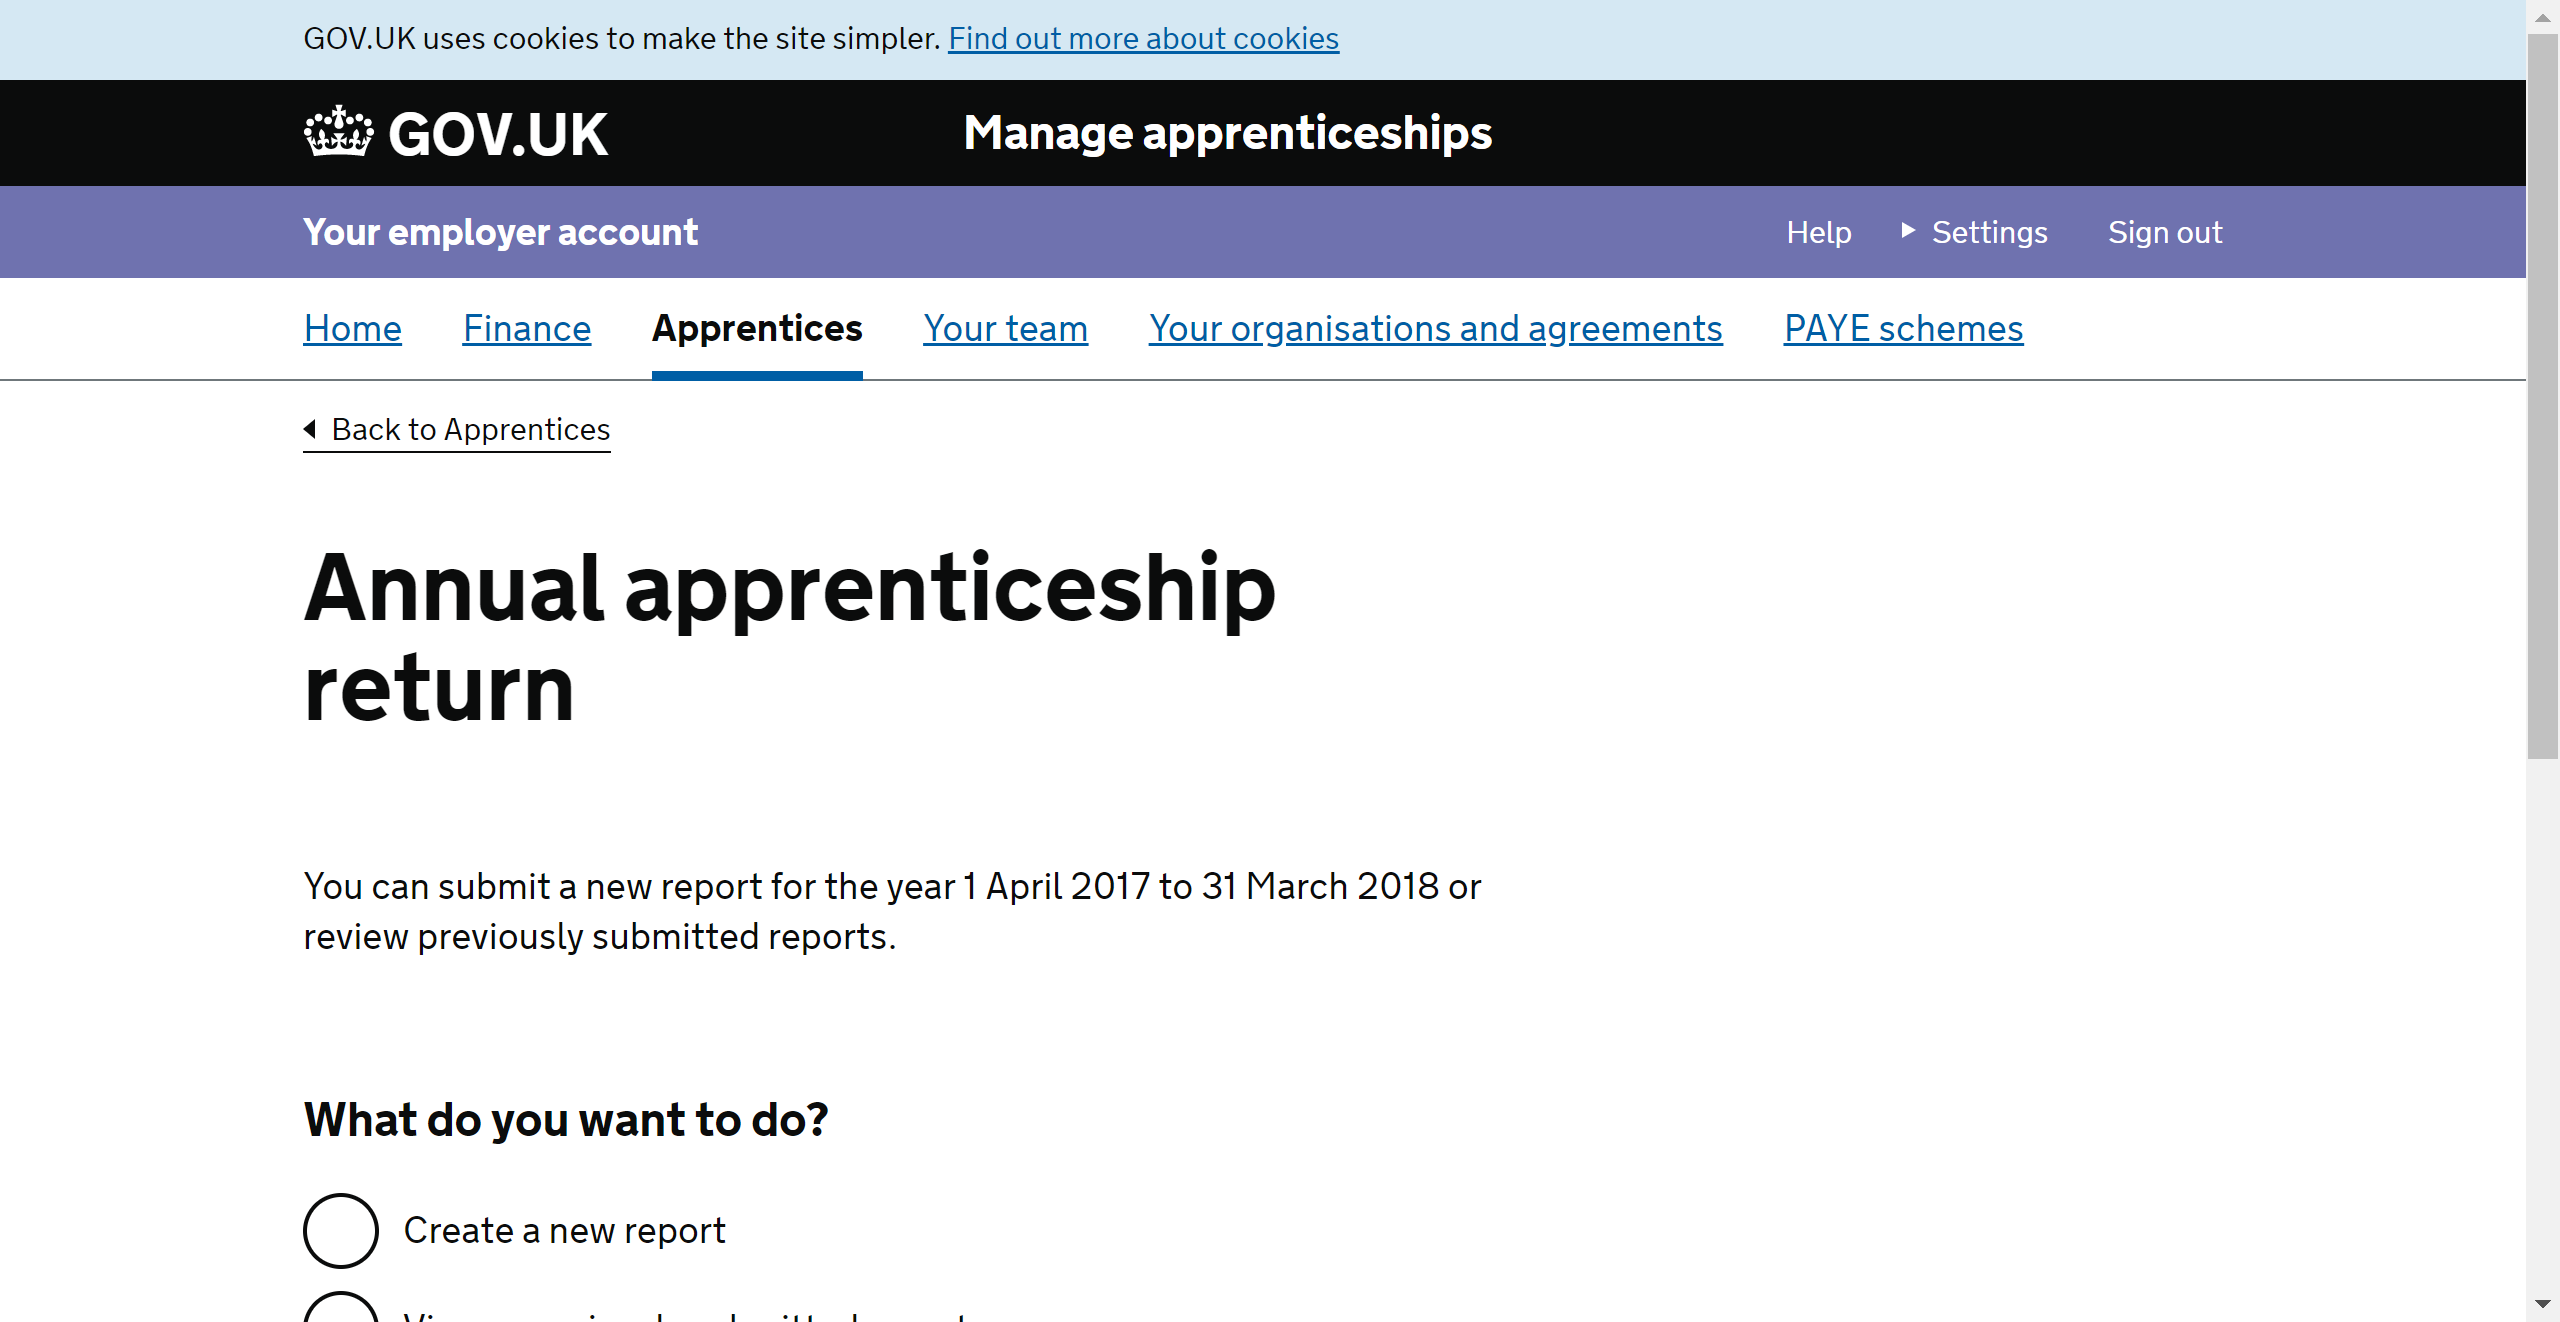 GOV.UK uses cookies to make the site simpler. Find out more about cookies
GOV.UK
Manage apprenticeships
Your employer account
Help
Settings
Sign out
Home
Finance
Apprentices
Your team
Your organisations and agreements
PAYE schemes
Back to Apprentices
Annual apprenticeship
return
You can submit a new report for the year 1 April 2017 to 31 March 2018 or
review previously submitted reports.
What do you want to do?
Create a new report